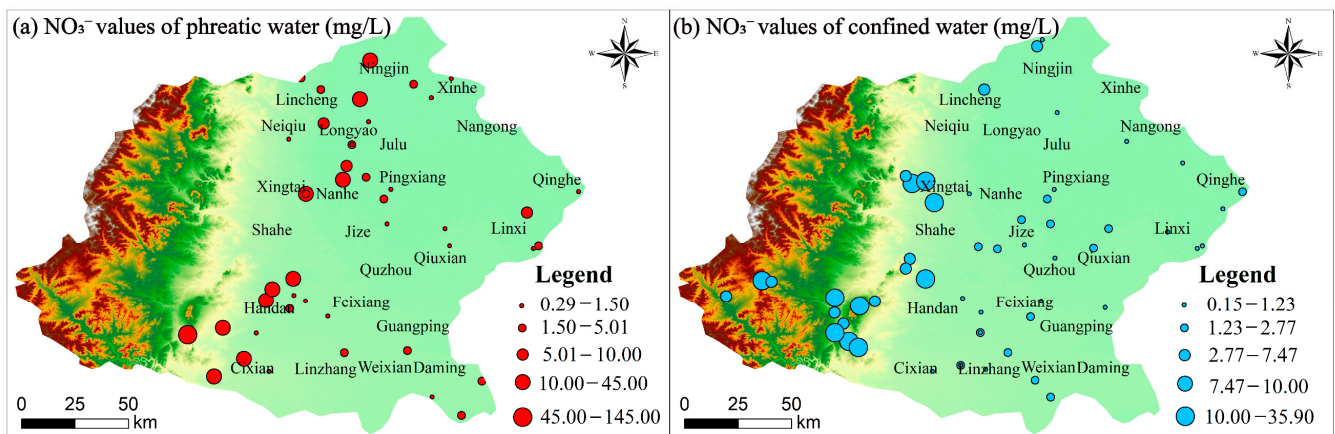 (a) NO₃⁻ values of phreatic water (mg/L)
N
W E
S
Ningjin
Xinhe
Lincheng
Neiqiu
Longyao
Nangong
Julu
Xingtai
Nanhe
Pingxiang
Qinghe
Shahe
Jize
Linxi
Qiuxian
Quzhou
Handan
Feixiang
Guangping
Cixian
Linzhang
Weixian
Daming
Legend
0.29−1.50
1.50−5.01
5.01−10.00
10.00−45.00
45.00−145.00
0 25 50
km
(b) NO₃⁻ values of confined water (mg/L)
N
W E
S
Ningjin
Xinhe
Lincheng
Neiqiu
Longyao
Nangong
Julu
Xingtai
Nanhe
Pingxiang
Qinghe
Shahe
Jize
Linxi
Qiuxian
Quzhou
Handan
Feixiang
Guangping
Cixian
Linzhang
Weixian
Daming
Legend
0.15−1.23
1.23−2.77
2.77−7.47
7.47−10.00
10.00−35.90
0 25 50
km